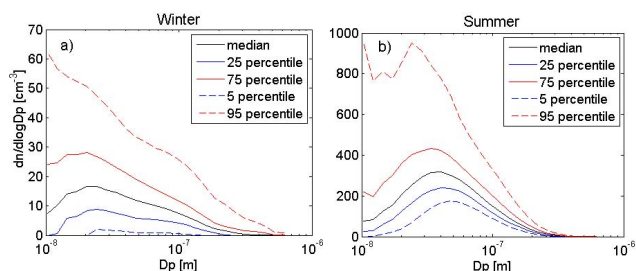 Winter
a)
dn/dlogDp [cm⁻³]
70
60
50
40
30
20
10
0
10⁻⁸
10⁻⁷
10⁻⁶
Dp [m]
median
25 percentile
75 percentile
5 percentile
95 percentile
Summer
b)
1000
800
600
400
200
0
10⁻⁸
10⁻⁷
10⁻⁶
Dp [m]
median
25 percentile
75 percentile
5 percentile
95 percentile